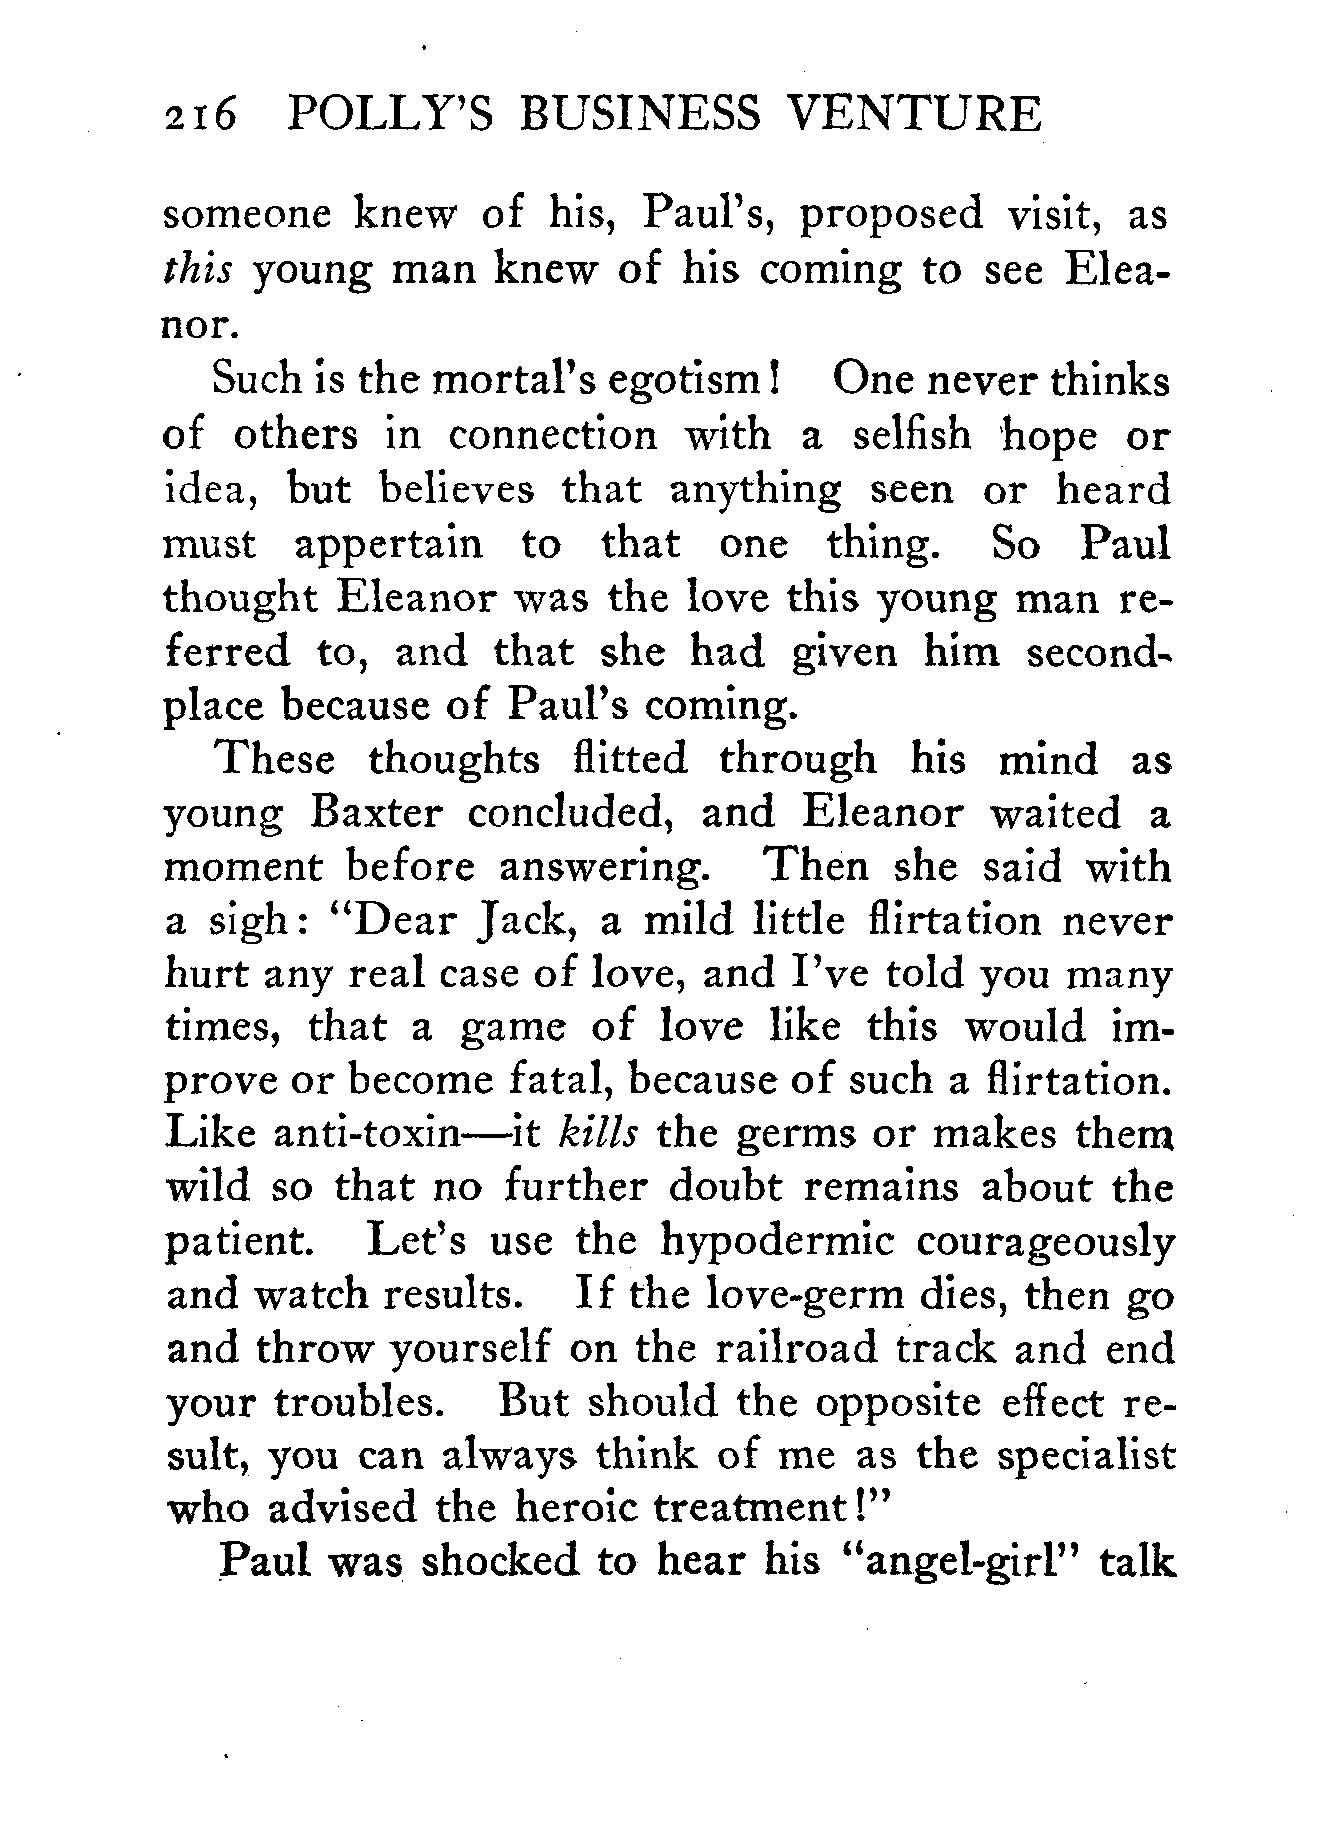 216 POLLY'S BUSINESS VENTURE
someone knew of his, Paul's, proposed visit, as
this young man knew of his coming to see Elea-
nor.
Such is the mortal's egotism! One never thinks
of others in connection with a selfish hope or
idea, but believes that anything seen or heard
must appertain to that one thing. So Paul
thought Eleanor was the love this young man re-
ferred to, and that she had given him second-
place because of Paul's coming.
These thoughts flitted through his mind as
young Baxter concluded, and Eleanor waited a
moment before answering. Then she said with
a sigh: "Dear Jack, a mild little flirtation never
hurt any real case of love, and I've told you many
times, that a game of love like this would im-
prove or become fatal, because of such a flirtation.
Like anti-toxin—it kills the germs or makes them
wild so that no further doubt remains about the
patient. Let's use the hypodermic courageously
and watch results. If the love-germ dies, then go
and throw yourself on the railroad track and end
your troubles. But should the opposite effect re-
sult, you can always think of me as the specialist
who advised the heroic treatment!"
Paul was shocked to hear his "angel-girl" talk